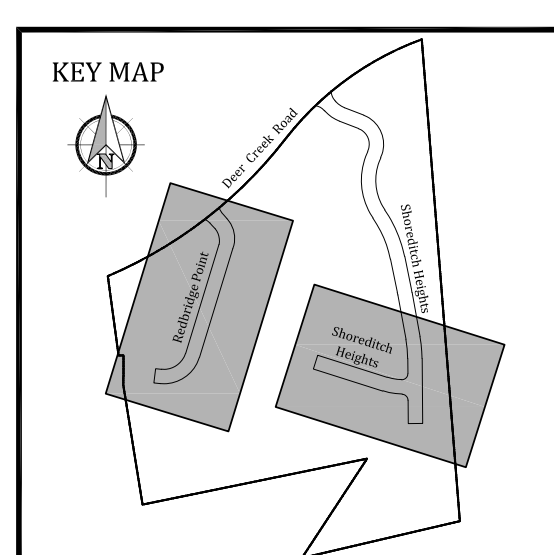 KEY MAP
N
Deer Creek Road
Redbridge Point
Shoreditch Heights
Shoreditch
Heights